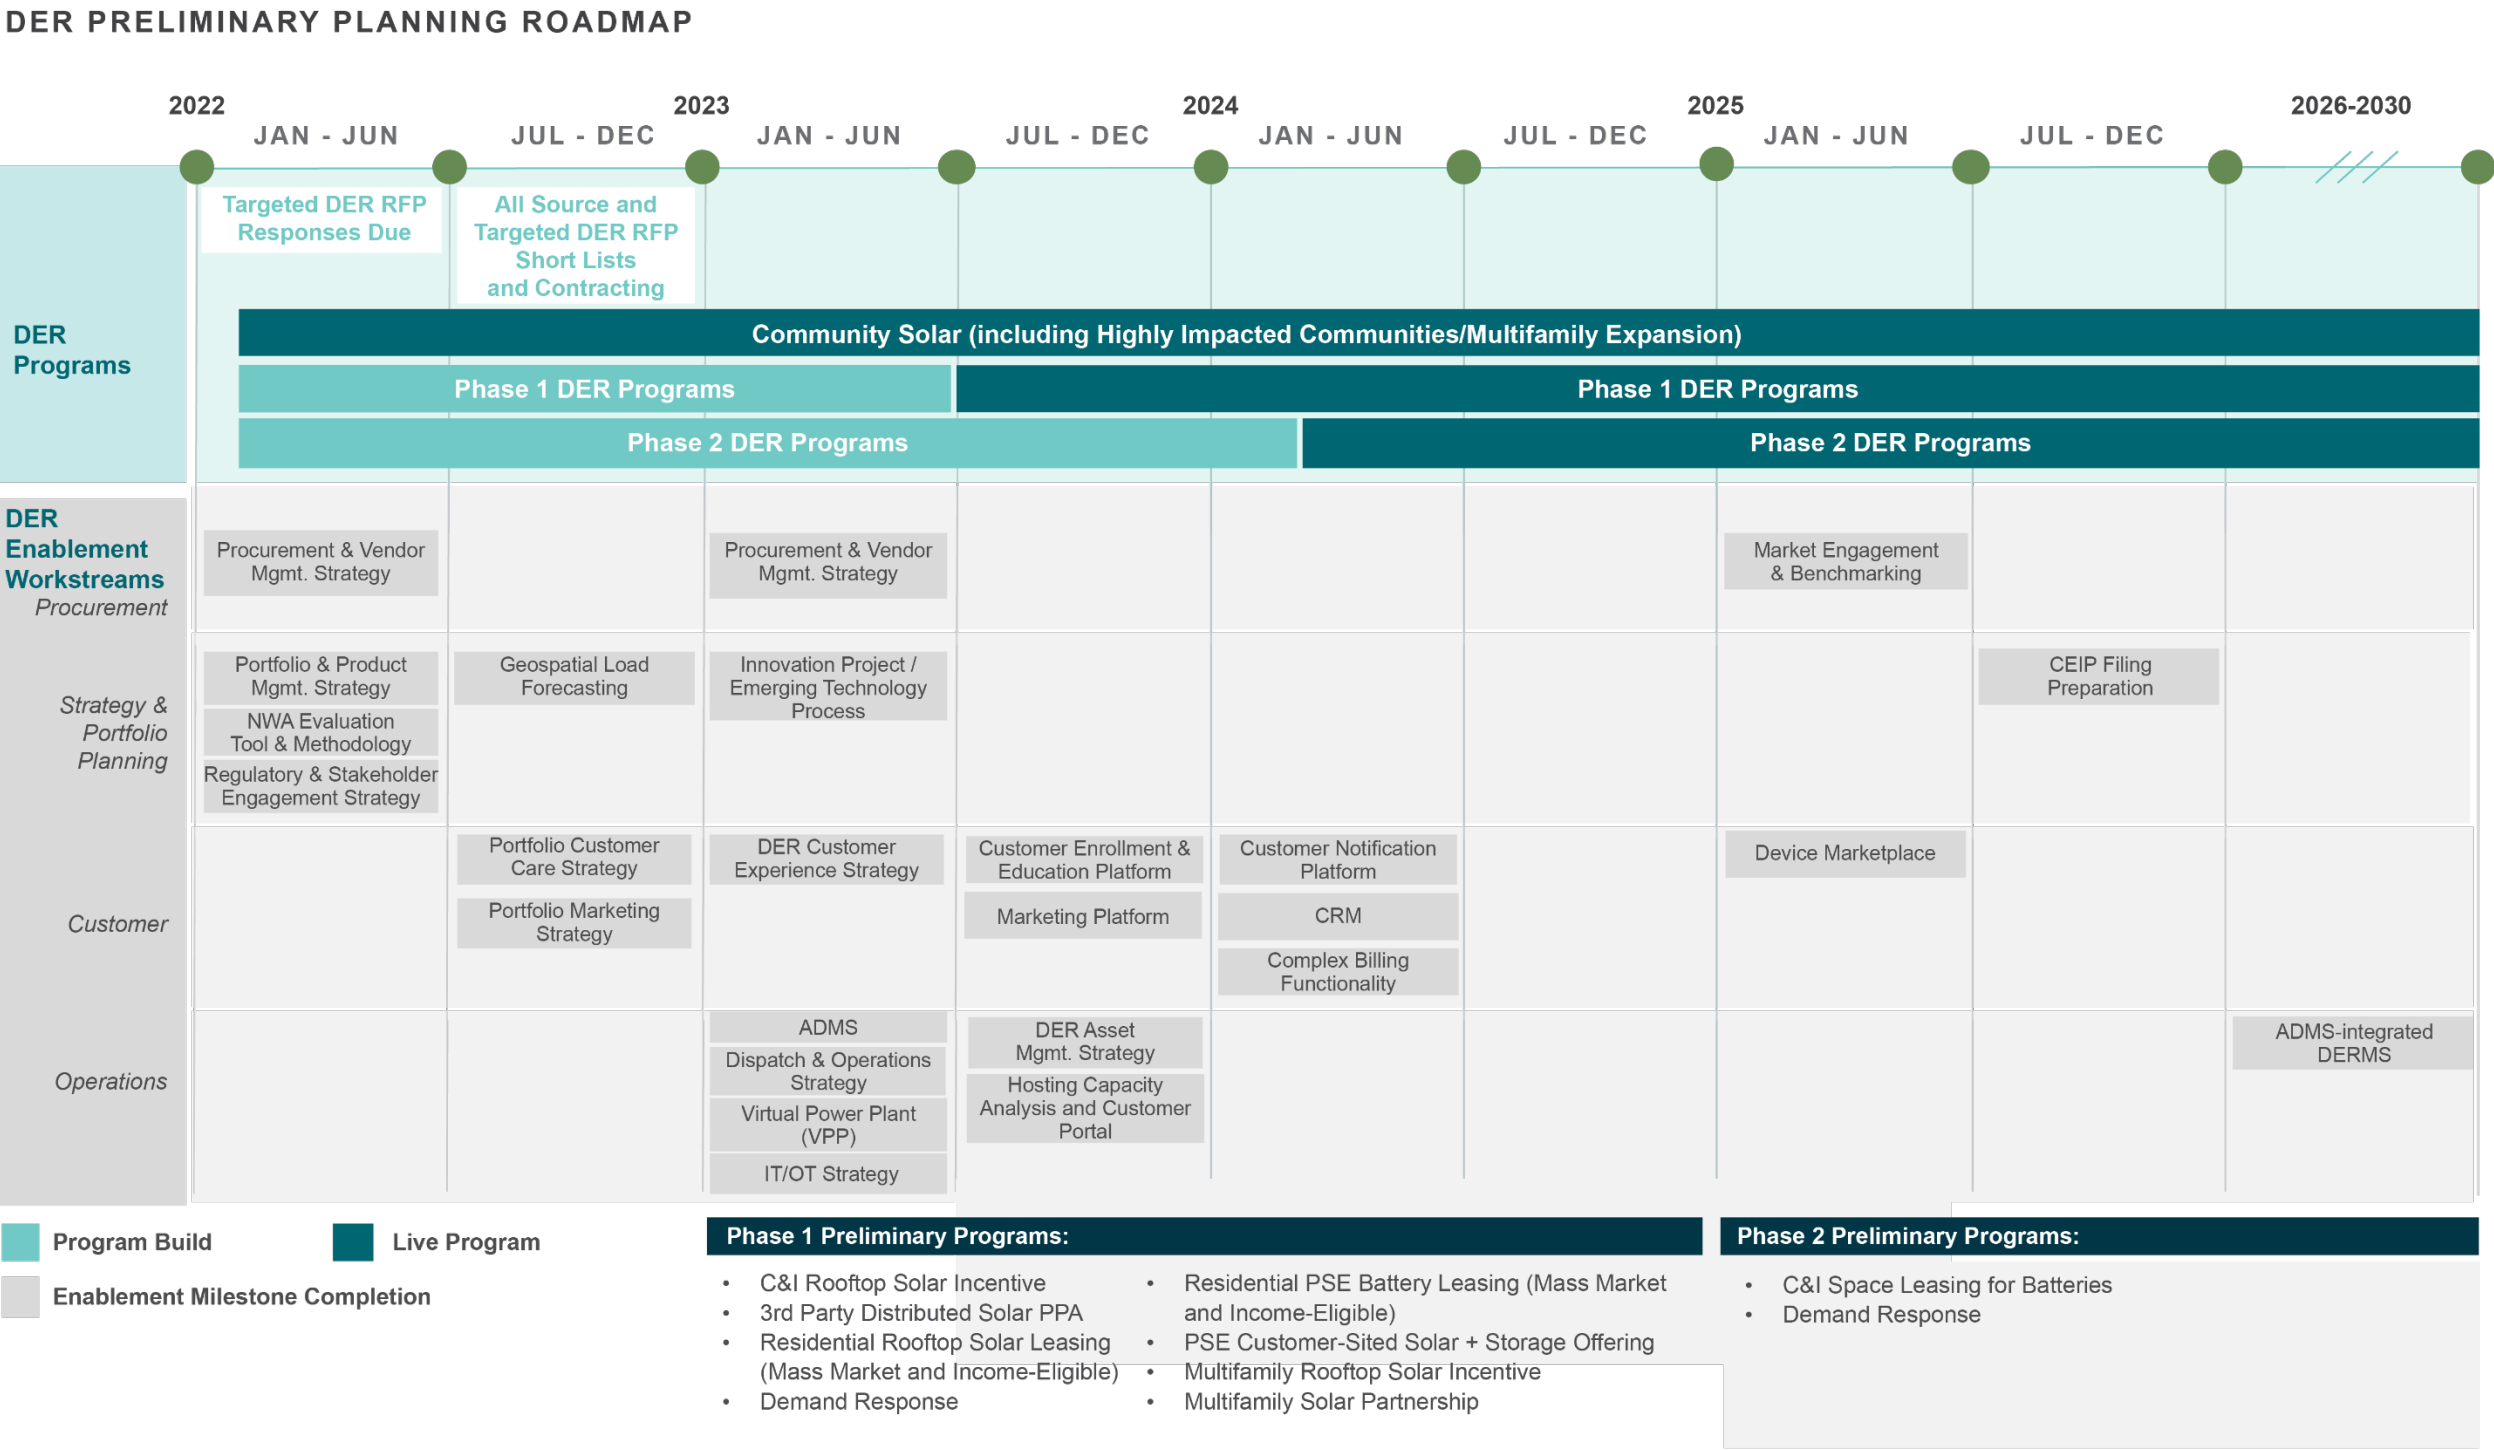 DER PRELIMINARY PLANNING ROADMAP
2022
2023
2024
2025
2026-2030
JAN - JUN
JUL - DEC
JAN - JUN
JUL - DEC
JAN - JUN
JUL - DEC
JAN - JUN
JUL - DEC
DER
Programs
Targeted DER RFP
Responses Due
All Source and
Targeted DER RFP
Short Lists
and Contracting
Community Solar (including Highly Impacted Communities/Multifamily Expansion)
Phase 1 DER Programs
Phase 1 DER Programs
Phase 2 DER Programs
Phase 2 DER Programs
DER
Enablement
Workstreams
Procurement
Procurement & Vendor
Mgmt. Strategy
Procurement & Vendor
Mgmt. Strategy
Market Engagement
& Benchmarking
Strategy &
Portfolio
Planning
Portfolio & Product
Mgmt. Strategy
NWA Evaluation
Tool & Methodology
Regulatory & Stakeholder
Engagement Strategy
Geospatial Load
Forecasting
Innovation Project /
Emerging Technology
Process
CEIP Filing
Preparation
Customer
Portfolio Customer
Care Strategy
Portfolio Marketing
Strategy
DER Customer
Experience Strategy
Customer Enrollment &
Education Platform
Marketing Platform
Customer Notification
Platform
CRM
Complex Billing
Functionality
Device Marketplace
Operations
ADMS
Dispatch & Operations
Strategy
Virtual Power Plant
(VPP)
IT/OT Strategy
DER Asset
Mgmt. Strategy
Hosting Capacity
Analysis and Customer
Portal
ADMS-integrated
DERMS
Program Build
Live Program
Enablement Milestone Completion
Phase 1 Preliminary Programs:
• C&I Rooftop Solar Incentive
• 3rd Party Distributed Solar PPA
• Residential Rooftop Solar Leasing
(Mass Market and Income-Eligible)
• Demand Response
• Residential PSE Battery Leasing (Mass Market
and Income-Eligible)
• PSE Customer-Sited Solar + Storage Offering
• Multifamily Rooftop Solar Incentive
• Multifamily Solar Partnership
Phase 2 Preliminary Programs:
• C&I Space Leasing for Batteries
• Demand Response